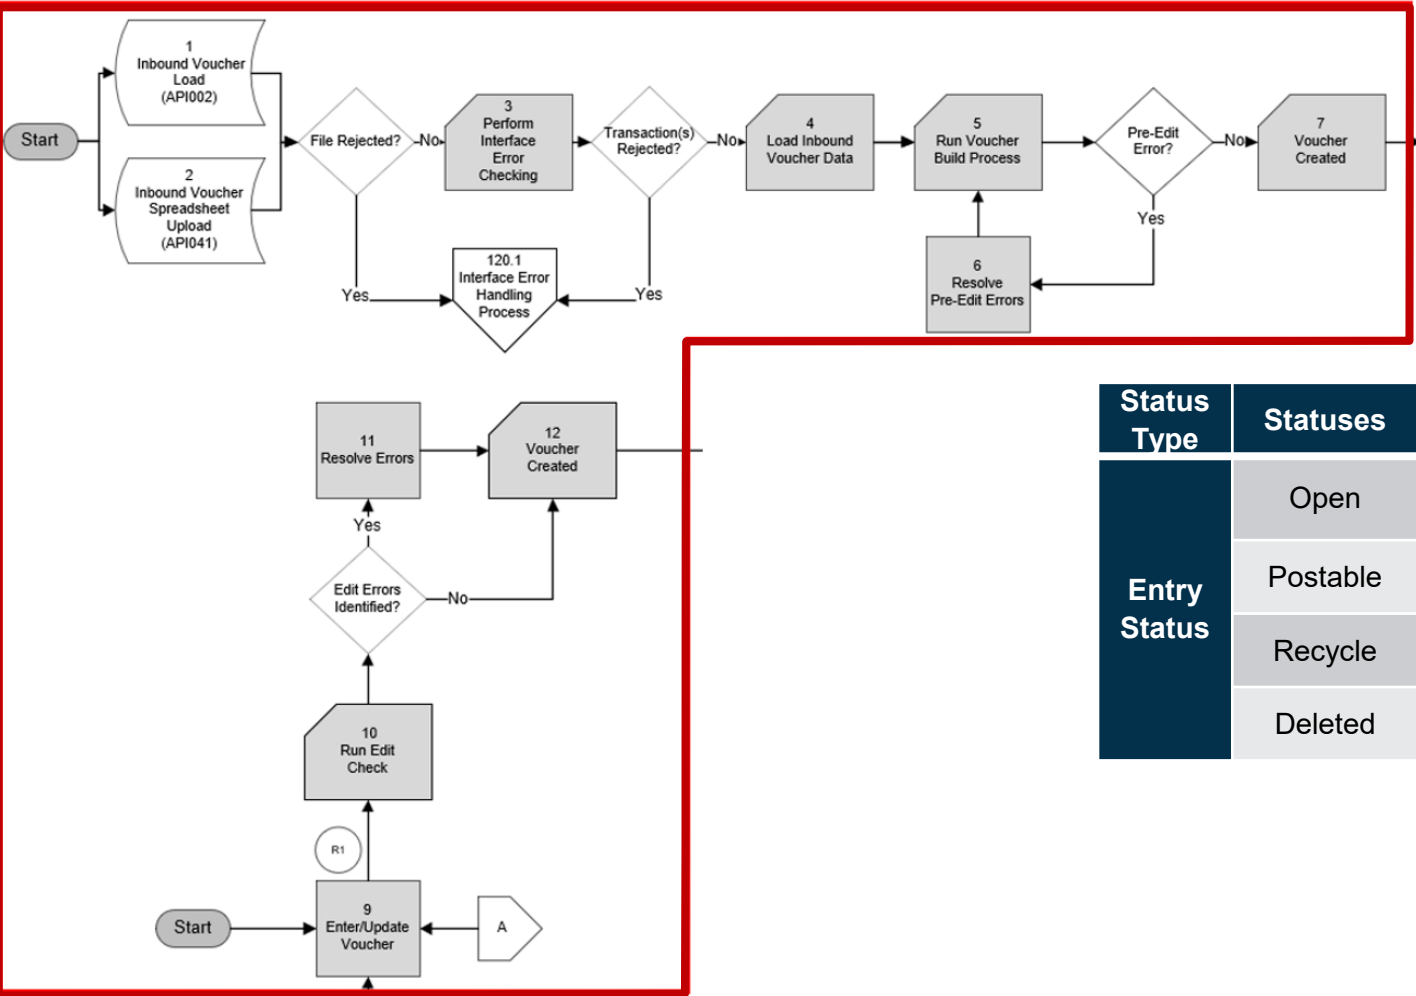 Start
1
Inbound Voucher
Load
(API002)
2
Inbound Voucher
Spreadsheet
Upload
(API041)
File Rejected?
No
Yes
3
Perform
Interface
Error
Checking
Transaction(s)
Rejected?
No
Yes
120.1
Interface Error
Handling
Process
4
Load Inbound
Voucher Data
5
Run Voucher
Build Process
Pre-Edit
Error?
No
Yes
6
Resolve
Pre-Edit Errors
7
Voucher
Created
11
Resolve Errors
12
Voucher
Created
Yes
Edit Errors
Identified?
No
10
Run Edit
Check
R1
Start
9
Enter/Update
Voucher
A
Status
Type
Statuses
Entry
Status
Open
Postable
Recycle
Deleted